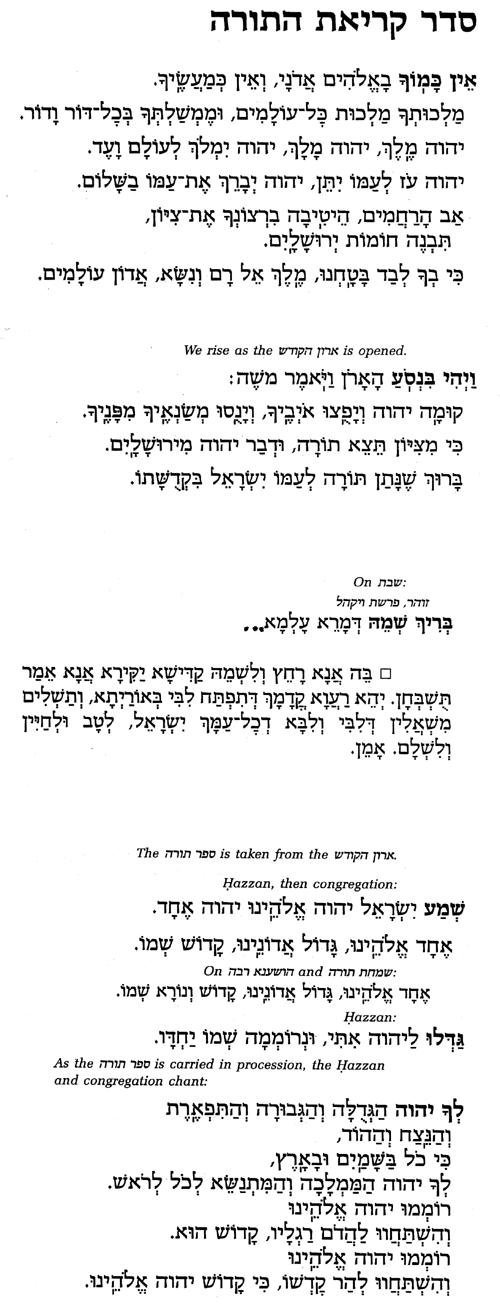 סדר קריאת התורה
אֵין כָּמֽוֹךָ בָאֱלֹהִים אֲדֹנָי, וְאֵין כְּמַעֲשֶֽׂיךָ.
מַלְכוּתְךָ מַלְכוּת כׇּל־עוֹלָמִים, וּמֶמְשַׁלְתְּךָ בְּכׇל־דּוֹר וָדוֹר.
יהוה מֶֽלֶךְ, יהוה מָלָךְ, יהוה יִמְלֹךְ לְעוֹלָם וָעֶד.
יהוה עֹז לְעַמּוֹ יִתֵּן, יהוה יְבָרֵךְ אֶת־עַמּוֹ בַשָּׁלוֹם.
אַב הָרַחֲמִים, הֵיטִֽיבָה בִרְצוֹנְךָ אֶת־צִיּוֹן,
תִּבְנֶה חוֹמוֹת יְרוּשָׁלָֽיִם.
כִּי בְךָ לְבַד בָּטָֽחְנוּ, מֶֽלֶךְ אֵל רָם וְנִשָּׂא, אֲדוֹן עוֹלָמִים.
We rise as the ארון הקודש is opened.
וַיְהִי בִּנְסֹֽעַ הָאָרֹן וַיֹּֽאמֶר משֶׁה:
קוּמָֽה יהוה וְיָפֻֽצוּ אֹיְבֶֽיךָ, וְיָנֻֽסוּ מְשַׂנְאֶֽיךָ מִפָּנֶֽיךָ.
כִּי מִצִּיּוֹן תֵּצֵא תוֹרָה, וּדְבַר יהוה מִירוּשָׁלָֽיִם.
בָּרוּךְ שֶׁנָּתַן תּוֹרָה לְעַמּוֹ יִשְׂרָאֵל בִּקְדֻשָּׁתוֹ.
On שבת:
זוהר, פרשת ויקהל
בְּרִיךְ שְׁמֵהּ דְּמָרֵא עָלְמָא...
□ בֵּהּ אֲנָא רָחֵץ וְלִשְׁמֵהּ קַדִּישָׁא יַקִּירָא אֲנָא אֵמַר
תֻּשְׁבְּחָן. יְהֵא רַעֲוָא קֳדָמָךְ דְּתִפְתַּח לִבִּי בְּאוֹרַיְתָא, וְתַשְׁלִים
מִשְׁאֲלִין דְּלִבִּי וְלִבָּא דְכׇל־עַמָּךְ יִשְׂרָאֵל, לְטָב וּלְחַיִּין
וְלִשְׁלָם. אָמֵן.
The ספר תורה is taken from the ארון הקודש.
Ḥazzan, then congregation:
שְׁמַע יִשְׂרָאֵל יהוה אֱלֹהֵֽינוּ יהוה אֶחָד.
אֶחָד אֱלֹהֵֽינוּ, גָּדוֹל אֲדוֹנֵֽינוּ, קָדוֹשׁ שְׁמוֹ.
On הושענא רבה and שמחת תורה:
אֶחָד אֱלֹהֵֽינוּ, גָּדוֹל אֲדוֹנֵֽינוּ, קָדוֹשׁ וְנוֹרָא שְׁמוֹ.
Ḥazzan:
גַּדְּלוּ לַיהוה אִתִּי, וּנְרוֹמְמָה שְׁמוֹ יַחְדָּו.
As the ספר תורה is carried in procession, the Ḥazzan
and congregation chant:
לְךָ יהוה הַגְּדֻלָּה וְהַגְּבוּרָה וְהַתִּפְאֶֽרֶת
וְהַנֵּֽצַח וְהַהוֹד,
כִּי כֹל בַּשָּׁמַֽיִם וּבָאָֽרֶץ,
לְךָ יהוה הַמַּמְלָכָה וְהַמִּתְנַשֵּׂא לְכֹל לְרֹאשׁ.
רוֹמְמוּ יהוה אֱלֹהֵֽינוּ
וְהִשְׁתַּחֲווּ לַהֲדֹם רַגְלָיו, קָדוֹשׁ הוּא.
רוֹמְמוּ יהוה אֱלֹהֵֽינוּ
וְהִשְׁתַּחֲווּ לְהַר קׇדְשׁוֹ, כִּי קָדוֹשׁ יהוה אֱלֹהֵֽינוּ.